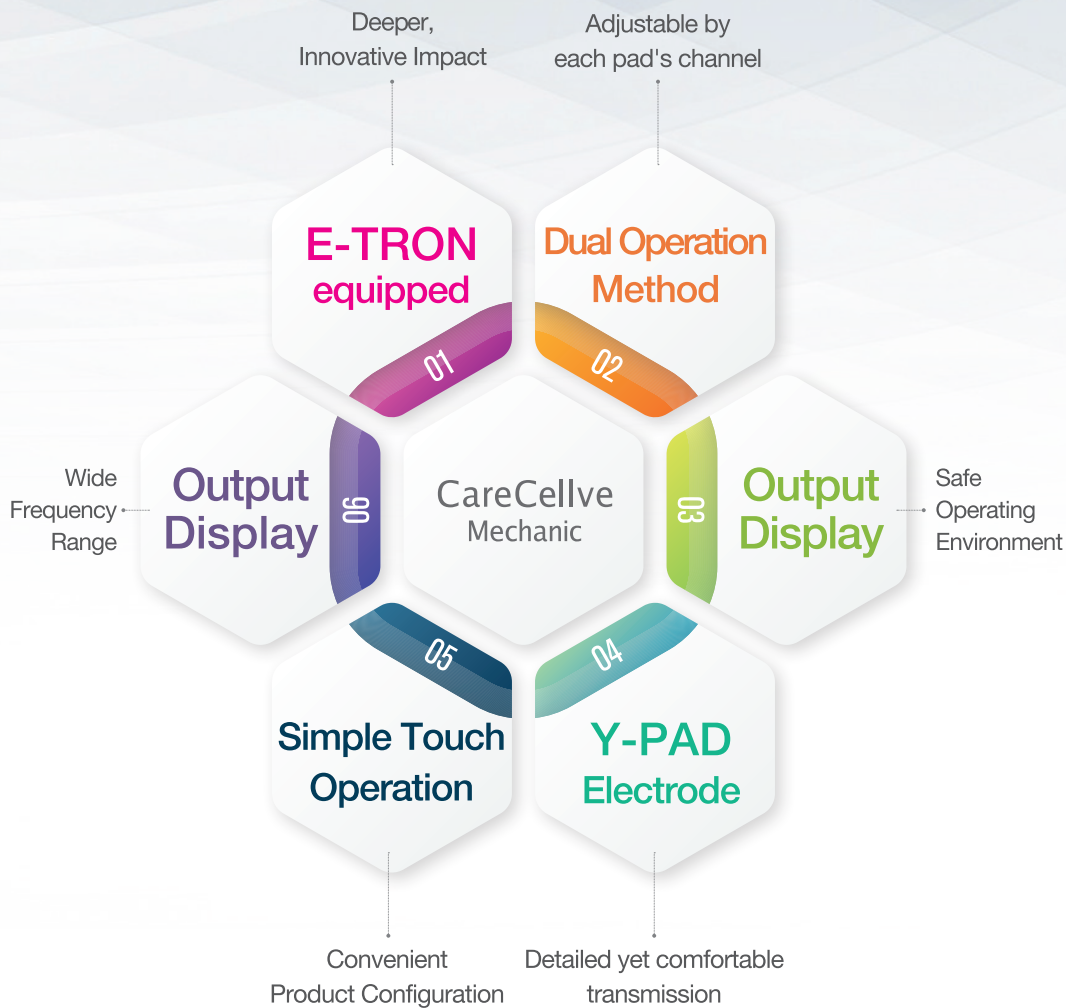 Deeper,
Innovative Impact
Adjustable by
each pad's channel
E-TRON
equipped
01
Dual Operation
Method
02
Wide
Frequency
Range
Output
Display
06
CareCellve
Mechanic
03
Output
Display
Safe
Operating
Environment
05
Simple Touch
Operation
04
Y-PAD
Electrode
Convenient
Product Configuration
Detailed yet comfortable
transmission